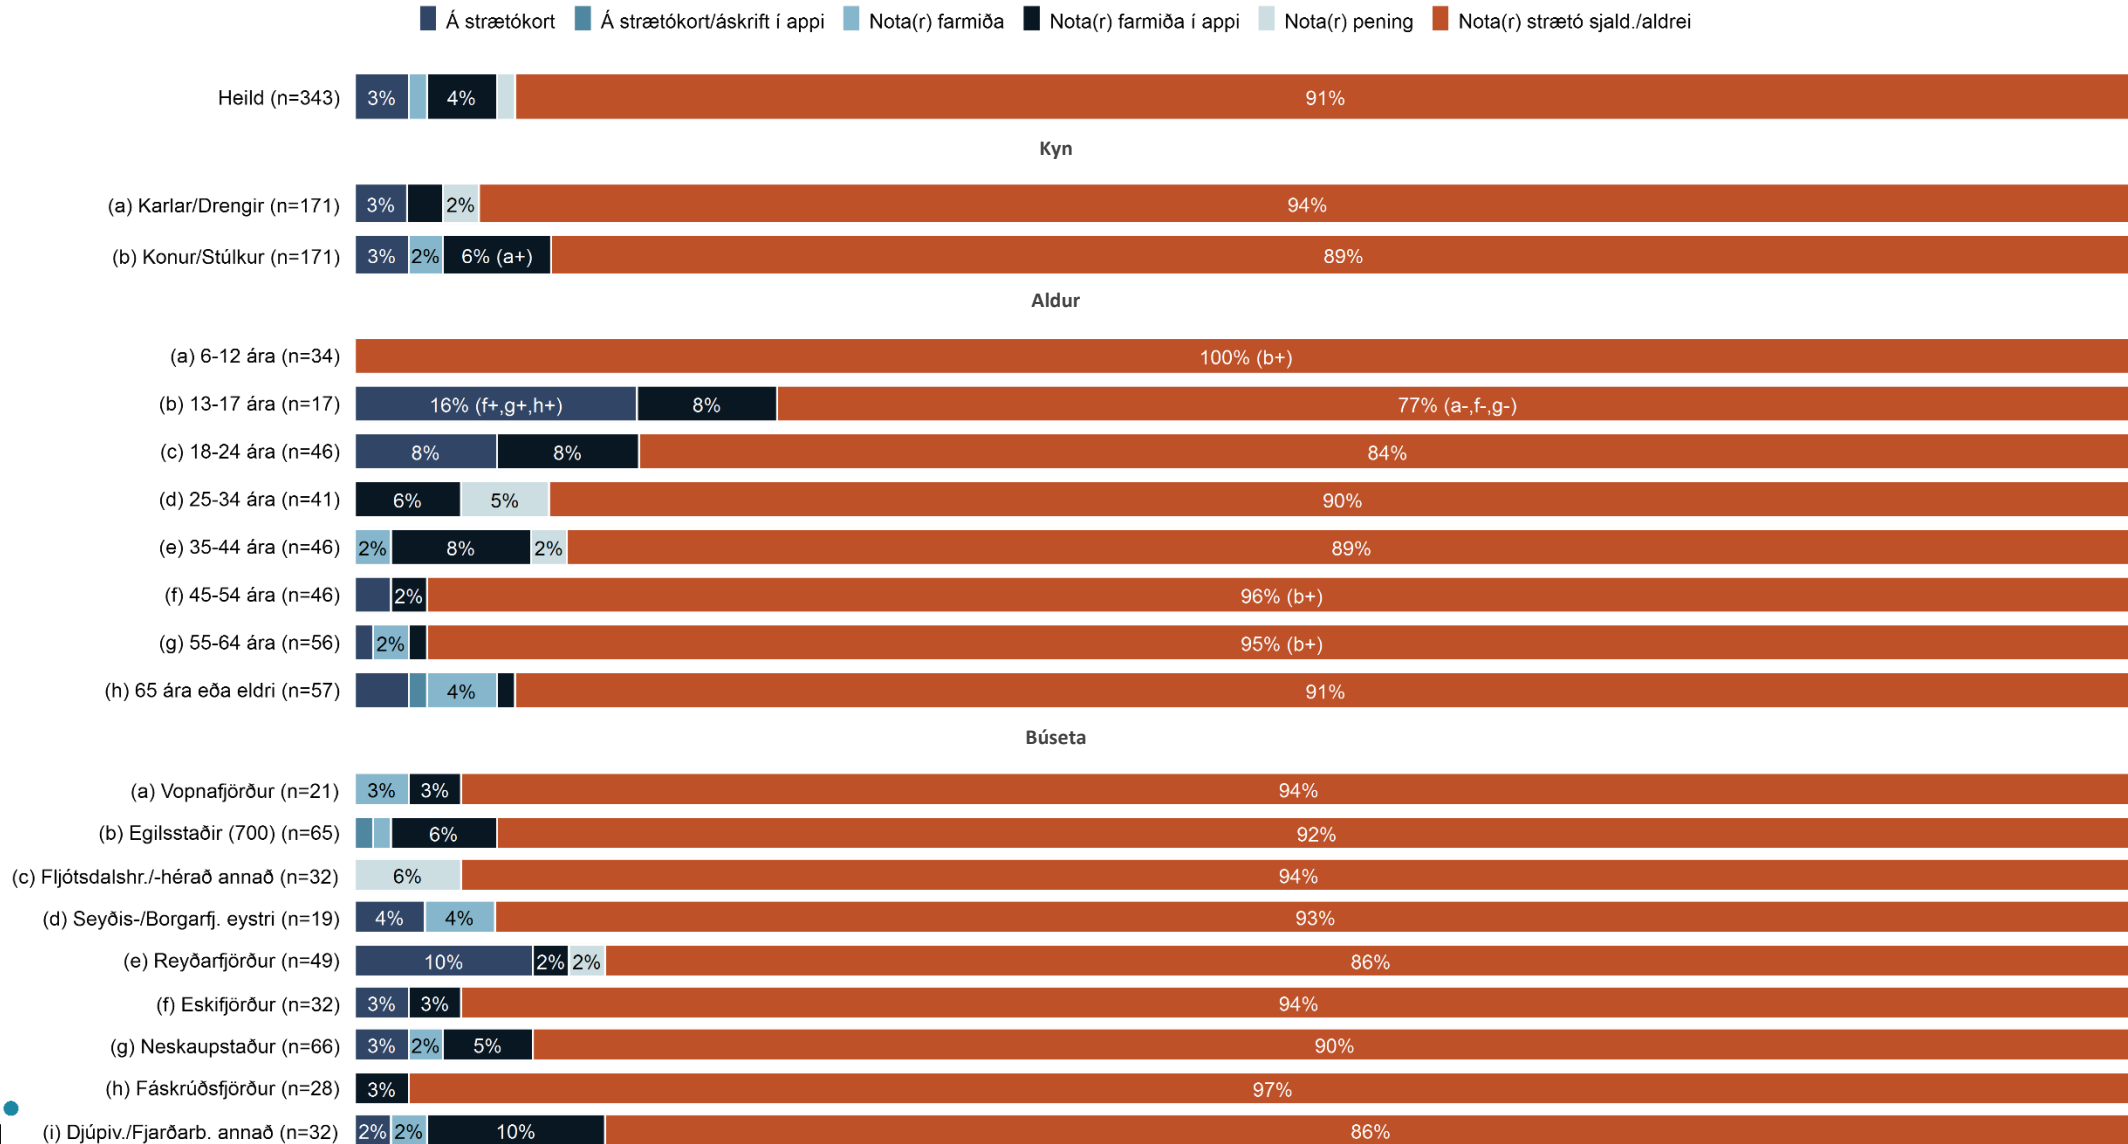 Á strætókort Á strætókort/áskrift í appi Nota(r) farmiða Nota(r) farmiða í appi Nota(r) pening Nota(r) strætó sjald./aldrei
Heild (n=343) 3% 4% 91%
Kyn
(a) Karlar/Drengir (n=171) 3% 2% 94%
(b) Konur/Stúlkur (n=171) 3% 2% 6% (a+) 89%
Aldur
(a) 6-12 ára (n=34) 100% (b+)
(b) 13-17 ára (n=17) 16% (f+,g+,h+) 8% 77% (a-,f-,g-)
(c) 18-24 ára (n=46) 8% 8% 84%
(d) 25-34 ára (n=41) 6% 5% 90%
(e) 35-44 ára (n=46) 2% 8% 2% 89%
(f) 45-54 ára (n=46) 2% 96% (b+)
(g) 55-64 ára (n=56) 2% 95% (b+)
(h) 65 ára eða eldri (n=57) 4% 91%
Búseta
(a) Vopnafjörður (n=21) 3% 3% 94%
(b) Egilsstaðir (700) (n=65) 6% 92%
(c) Fljótsdalshr./-hérað annað (n=32) 6% 94%
(d) Seyðis-/Borgarfj. eystri (n=19) 4% 4% 93%
(e) Reyðarfjörður (n=49) 10% 2% 2% 86%
(f) Eskifjörður (n=32) 3% 3% 94%
(g) Neskaupstaður (n=66) 3% 2% 5% 90%
(h) Fáskrúðsfjörður (n=28) 3% 97%
(i) Djúpiv./Fjarðarb. annað (n=32) 2% 2% 10% 86%